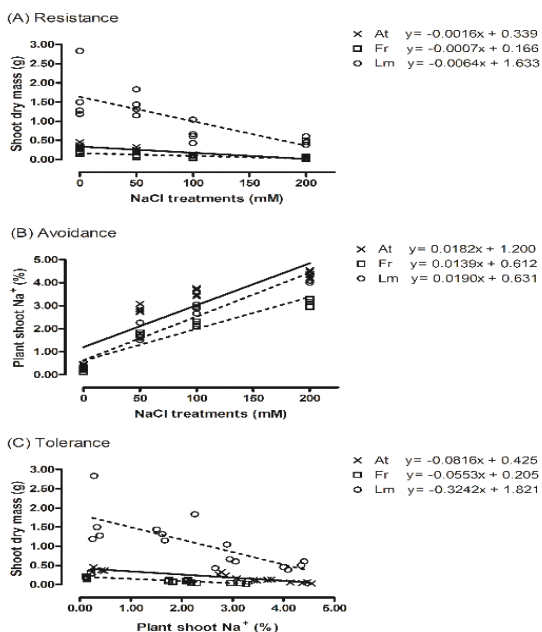 (A) Resistance
× At y= -0.0016x + 0.339
□ Fr y= -0.0007x + 0.166
○ Lm y= -0.0064x + 1.633
Shoot dry mass (g)
3.00
2.50
2.00
1.50
1.00
0.50
0.00
0 50 100 150 200
NaCl treatments (mM)
(B) Avoidance
× At y= 0.0182x + 1.200
□ Fr y= 0.0139x + 0.612
○ Lm y= 0.0190x + 0.631
Plant shoot Na⁺ (%)
5.00
4.00
3.00
2.00
1.00
0.00
0 50 100 150 200
NaCl treatments (mM)
(C) Tolerance
× At y= -0.0816x + 0.425
□ Fr y= -0.0553x + 0.205
○ Lm y= -0.3242x + 1.821
Shoot dry mass (g)
3.00
2.50
2.00
1.50
1.00
0.50
0.00
0.00 1.00 2.00 3.00 4.00 5.00
Plant shoot Na⁺ (%)